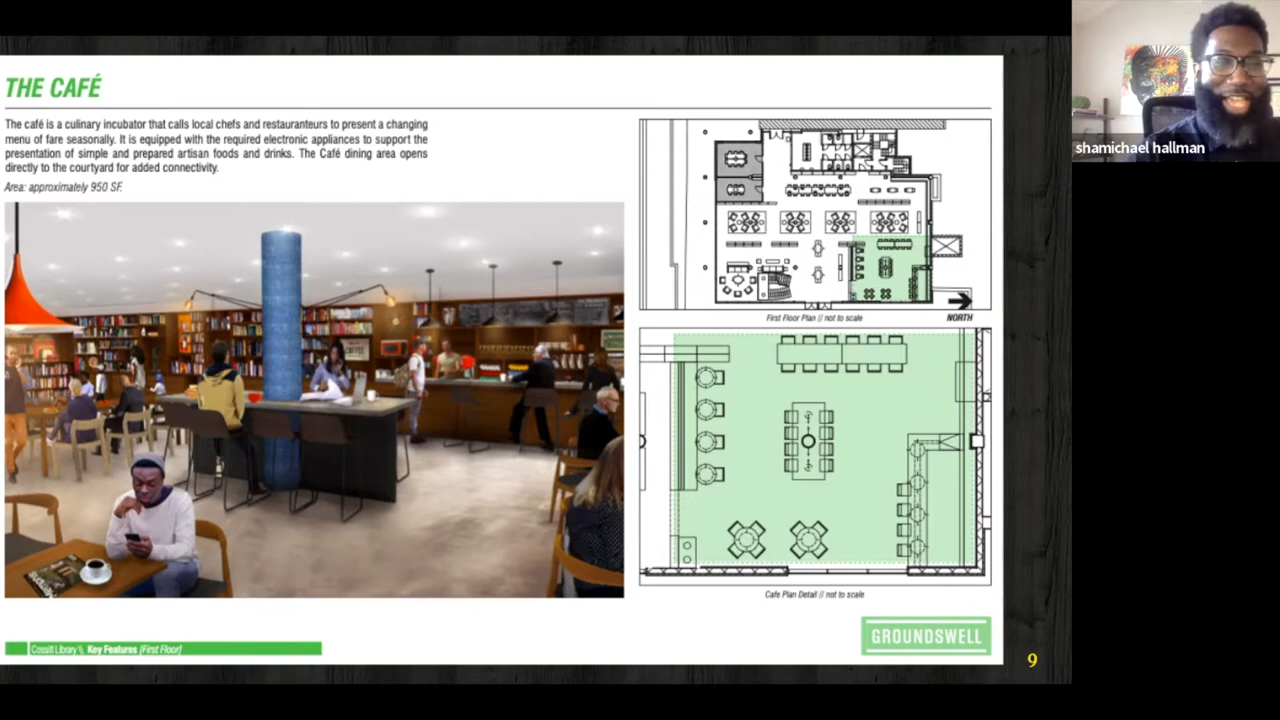 THE CAFÉ
The café is a culinary incubator that calls local chefs and restauranteurs to present a changing
menu of fare seasonally. It is equipped with the required electronic appliances to support the
presentation of simple and prepared artisan foods and drinks. The Café dining area opens
directly to the courtyard for added connectivity.
Area: approximately 950 SF.
COFFEE
First Floor Plan // not to scale
NORTH
Cafe Plan Detail // not to scale
GROUNDSWELL
Cossitt Library \\ Key Features [First Floor]
9
shamichael hallman